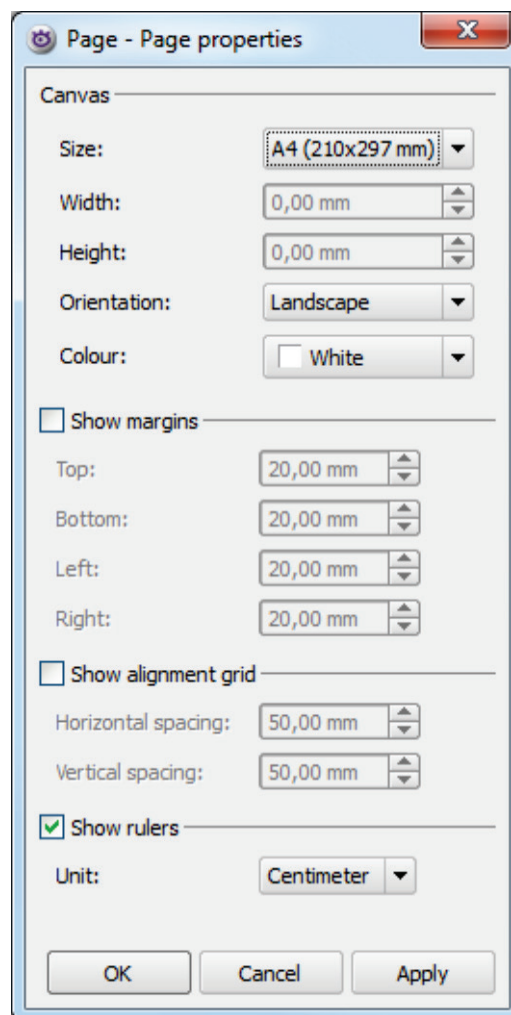 Page - Page properties
Canvas
Size: A4 (210x297 mm)
Width: 0,00 mm
Height: 0,00 mm
Orientation: Landscape
Colour: White
Show margins
Top: 20,00 mm
Bottom: 20,00 mm
Left: 20,00 mm
Right: 20,00 mm
Show alignment grid
Horizontal spacing: 50,00 mm
Vertical spacing: 50,00 mm
Show rulers
Unit: Centimeter
OK Cancel Apply